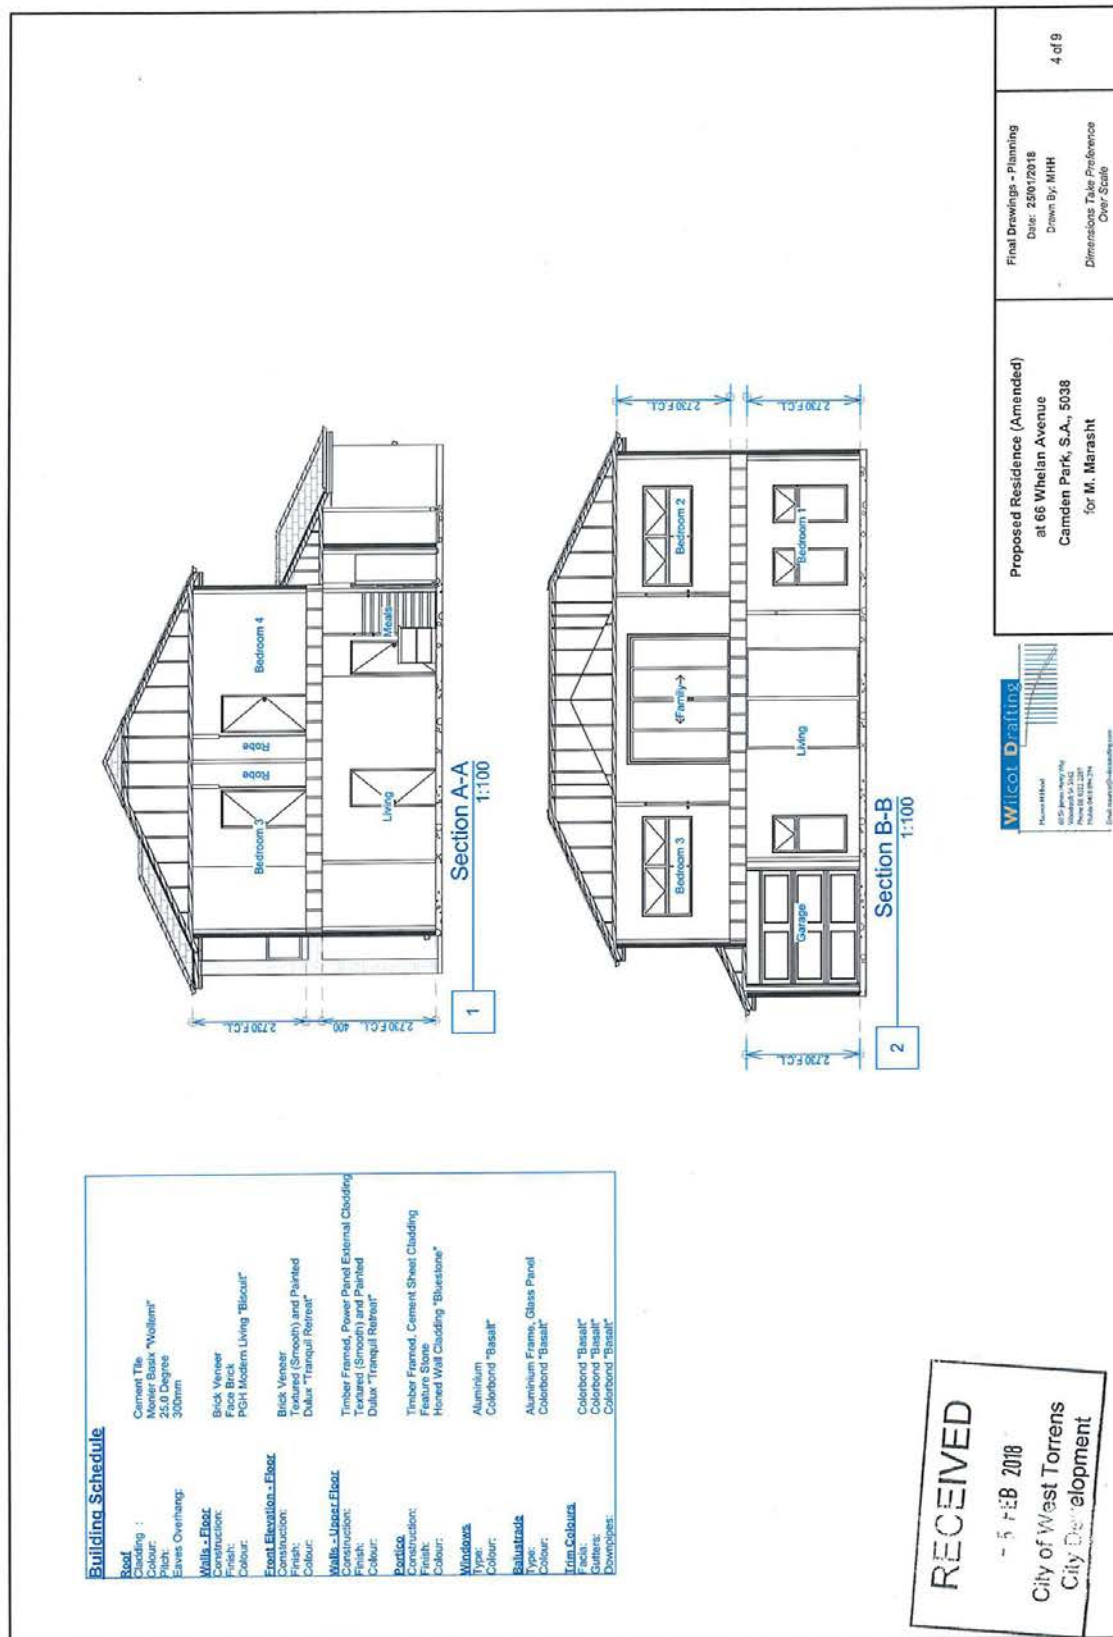 Building Schedule
Roof
Cladding : Cement Tile
Colour: Monier Basix "Wollemi"
Pitch: 25.0 Degree
Eaves Overhang: 300mm
Walls - Floor
Construction: Brick Veneer
Finish: Face Brick
Colour: PGH Modern Living "Biscuit"
Front Elevation - Floor
Construction: Brick Veneer
Finish: Textured (Smooth) and Painted
Colour: Dulux "Tranquil Retreat"
Walls - Upper Floor
Construction: Timber Framed, Power Panel External Cladding
Finish: Textured (Smooth) and Painted
Colour: Dulux "Tranquil Retreat"
Portico
Construction: Timber Framed, Cement Sheet Cladding
Finish: Feature Stone
Colour: Honed Wall Cladding "Bluestone"
Windows
Type: Aluminium
Colour: Colorbond "Basalt"
Balustrade
Type: Aluminium Frame, Glass Panel
Colour: Colorbond "Basalt"
Trim Colours
Facia: Colorbond "Basalt"
Gutters: Colorbond "Basalt"
Downpipes: Colorbond "Basalt"
2.730 F.C.L.
400
2.730 F.C.L.
Bedroom 3
Robe
Robe
Bedroom 4
Living
Meals
1
Section A-A
1:100
2.730 F.C.L.
2.730 F.C.L.
2.730 F.C.L.
Bedroom 3
<Family>
Bedroom 2
Garage
Living
Bedroom 1
2
Section B-B
1:100
RECEIVED
- 5 FEB 2018
City of West Torrens
City Development
Wilcot Drafting
Proposed Residence (Amended)
at 66 Whelan Avenue
Camden Park, S.A., 5038
for M. Marasht
Final Drawings - Planning
Date: 25/01/2018
Drawn By: MHH
Dimensions Take Preference
Over Scale
4 of 9